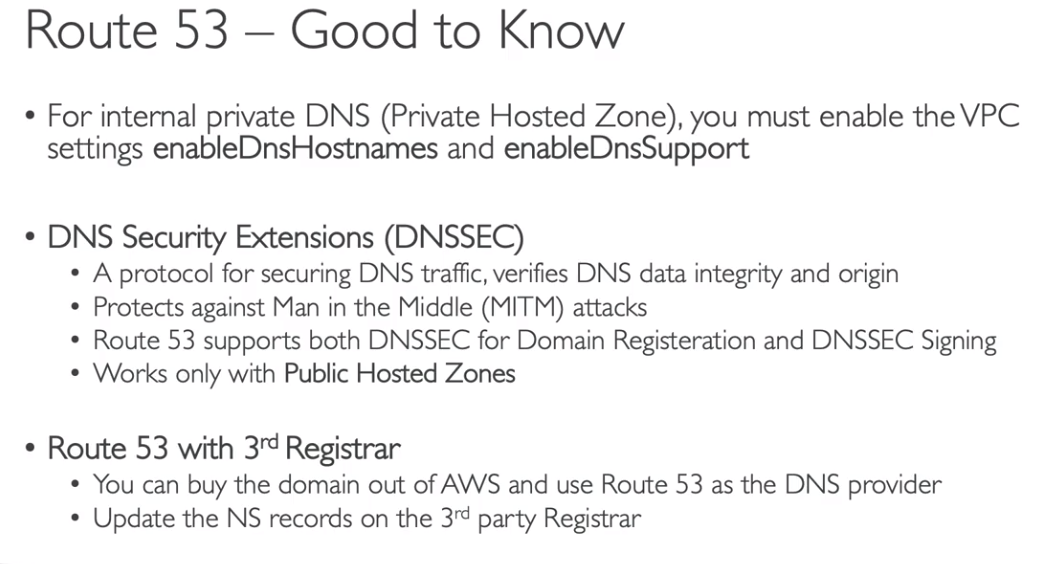 Route 53 – Good to Know
• For internal private DNS (Private Hosted Zone), you must enable the VPC
settings enableDnsHostnames and enableDnsSupport
• DNS Security Extensions (DNSSEC)
• A protocol for securing DNS traffic, verifies DNS data integrity and origin
• Protects against Man in the Middle (MITM) attacks
• Route 53 supports both DNSSEC for Domain Registeration and DNSSEC Signing
• Works only with Public Hosted Zones
• Route 53 with 3rd Registrar
• You can buy the domain out of AWS and use Route 53 as the DNS provider
• Update the NS records on the 3rd party Registrar